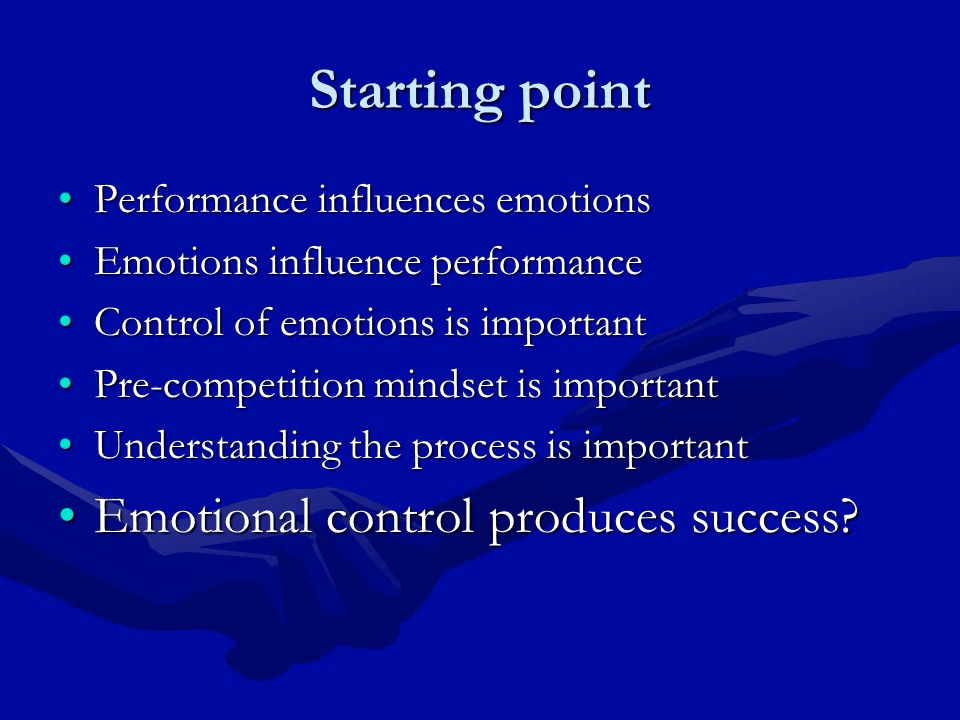 Starting point
• Performance influences emotions
• Emotions influence performance
• Control of emotions is important
• Pre-competition mindset is important
• Understanding the process is important
• Emotional control produces success?